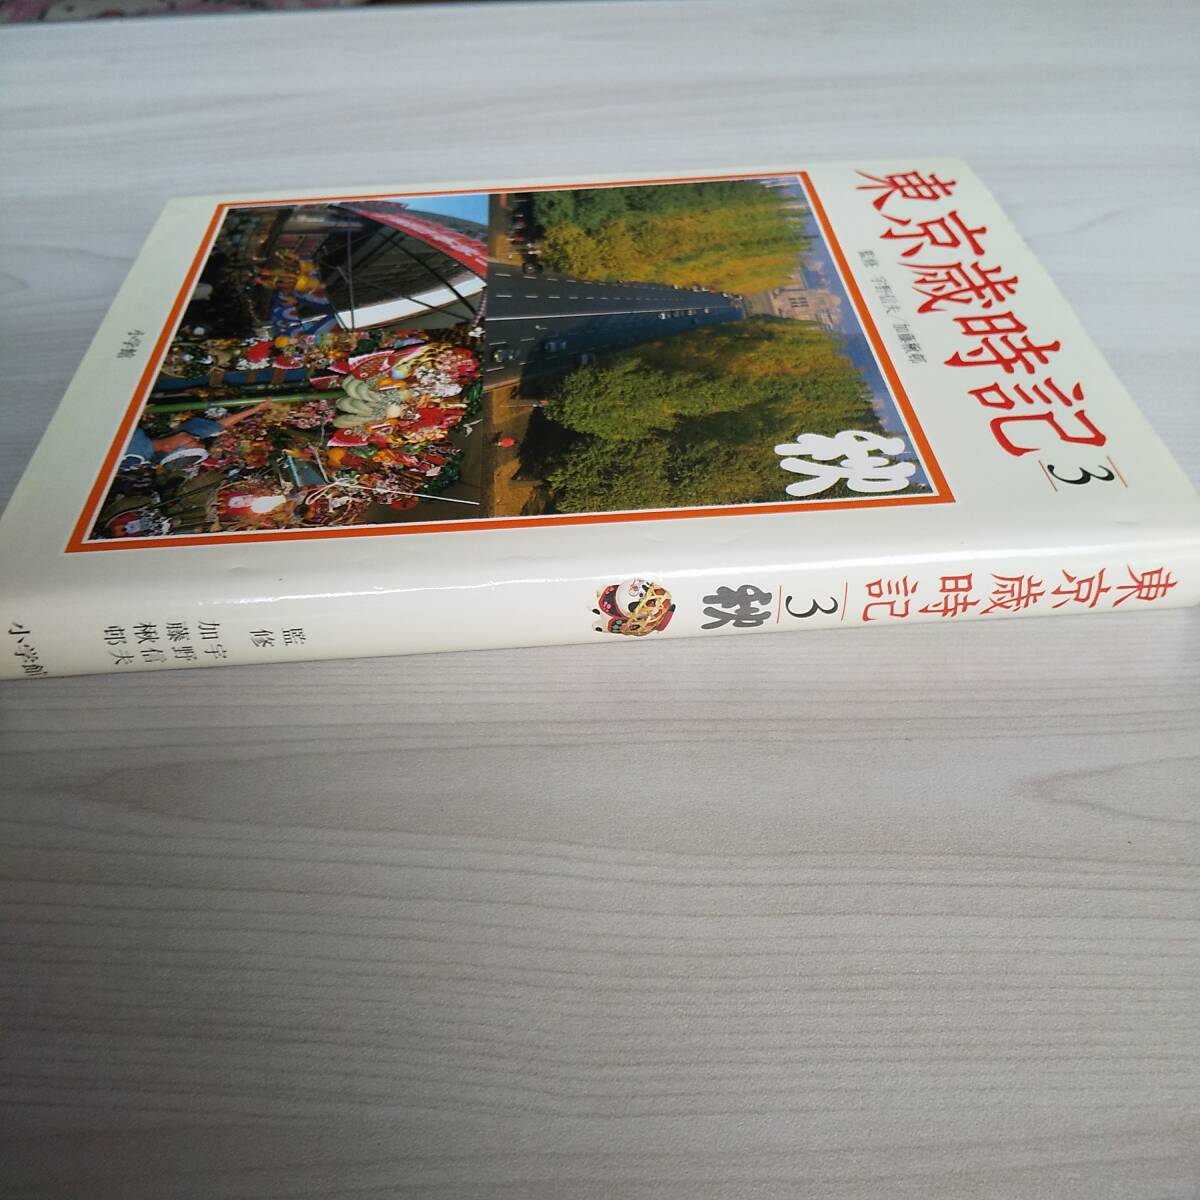 東京歳時記 3
監修 宇野信夫/加藤楸邨
秋
小学館
東京歳時記 3 秋
監修
宇野信夫
加藤楸邨
小学館